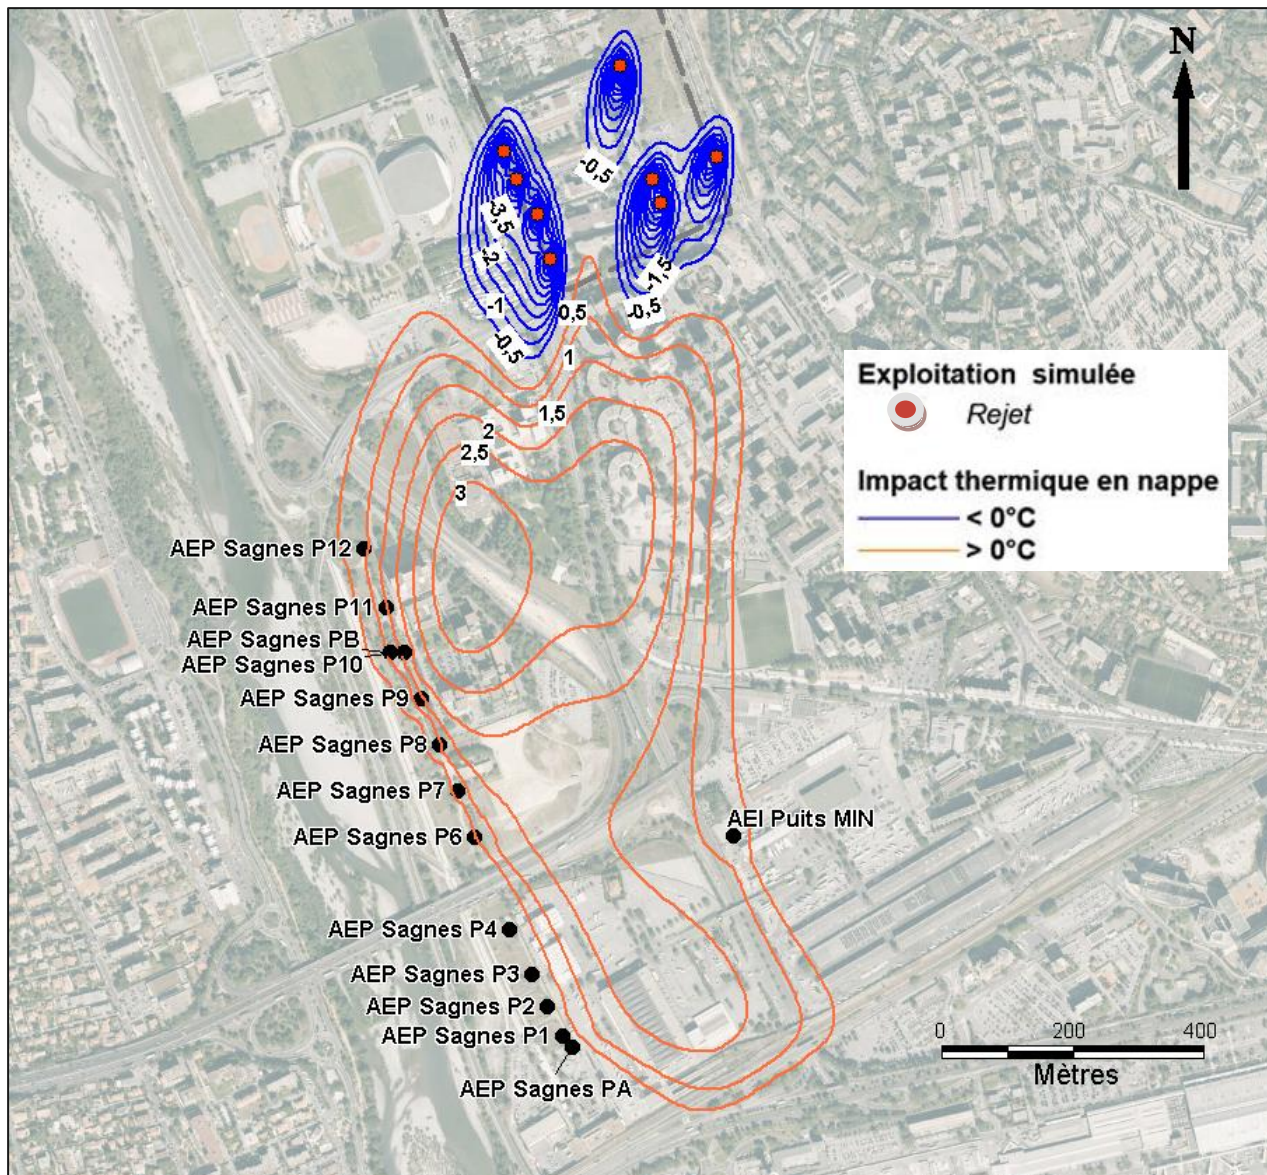 N
-0,5
-3,5
-2
-1
-0,5
-1,5
-0,5
0,5
1
1,5
2
2,5
3
Exploitation simulée
Rejet
Impact thermique en nappe
< 0°C
> 0°C
AEP Sagnes P12
AEP Sagnes P11
AEP Sagnes PB
AEP Sagnes P10
AEP Sagnes P9
AEP Sagnes P8
AEP Sagnes P7
AEP Sagnes P6
AEI Puits MIN
AEP Sagnes P4
AEP Sagnes P3
AEP Sagnes P2
AEP Sagnes P1
AEP Sagnes PA
0 200 400
Mètres